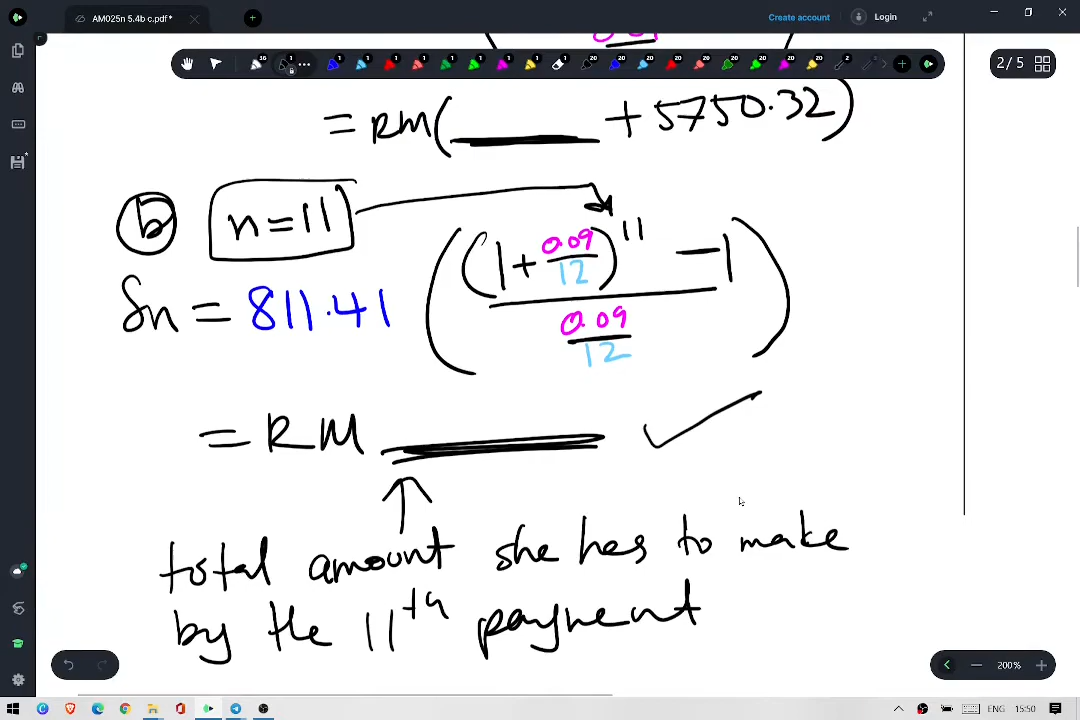 AM025n 5.4b c.pdf*
Create account
Login
2 / 5
= RM( ____ + 5750.32)
b n=11
Sn = 811.41 ( (1 + 0.09/12)^11 - 1 / 0.09/12 )
= RM ____ ✓
↑
total amount she has to make
by the 11th payment
200%
ENG 15:50